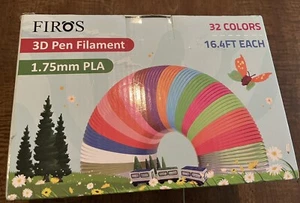 FIROS
3D Pen Filament
1.75mm PLA
32 COLORS
16.4FT EACH